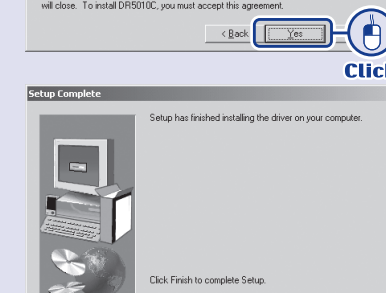 will close. To install DR5010C, you must accept this agreement.
< Back
Yes
Click
Setup Complete
Setup has finished installing the driver on your computer.
Click Finish to complete Setup.